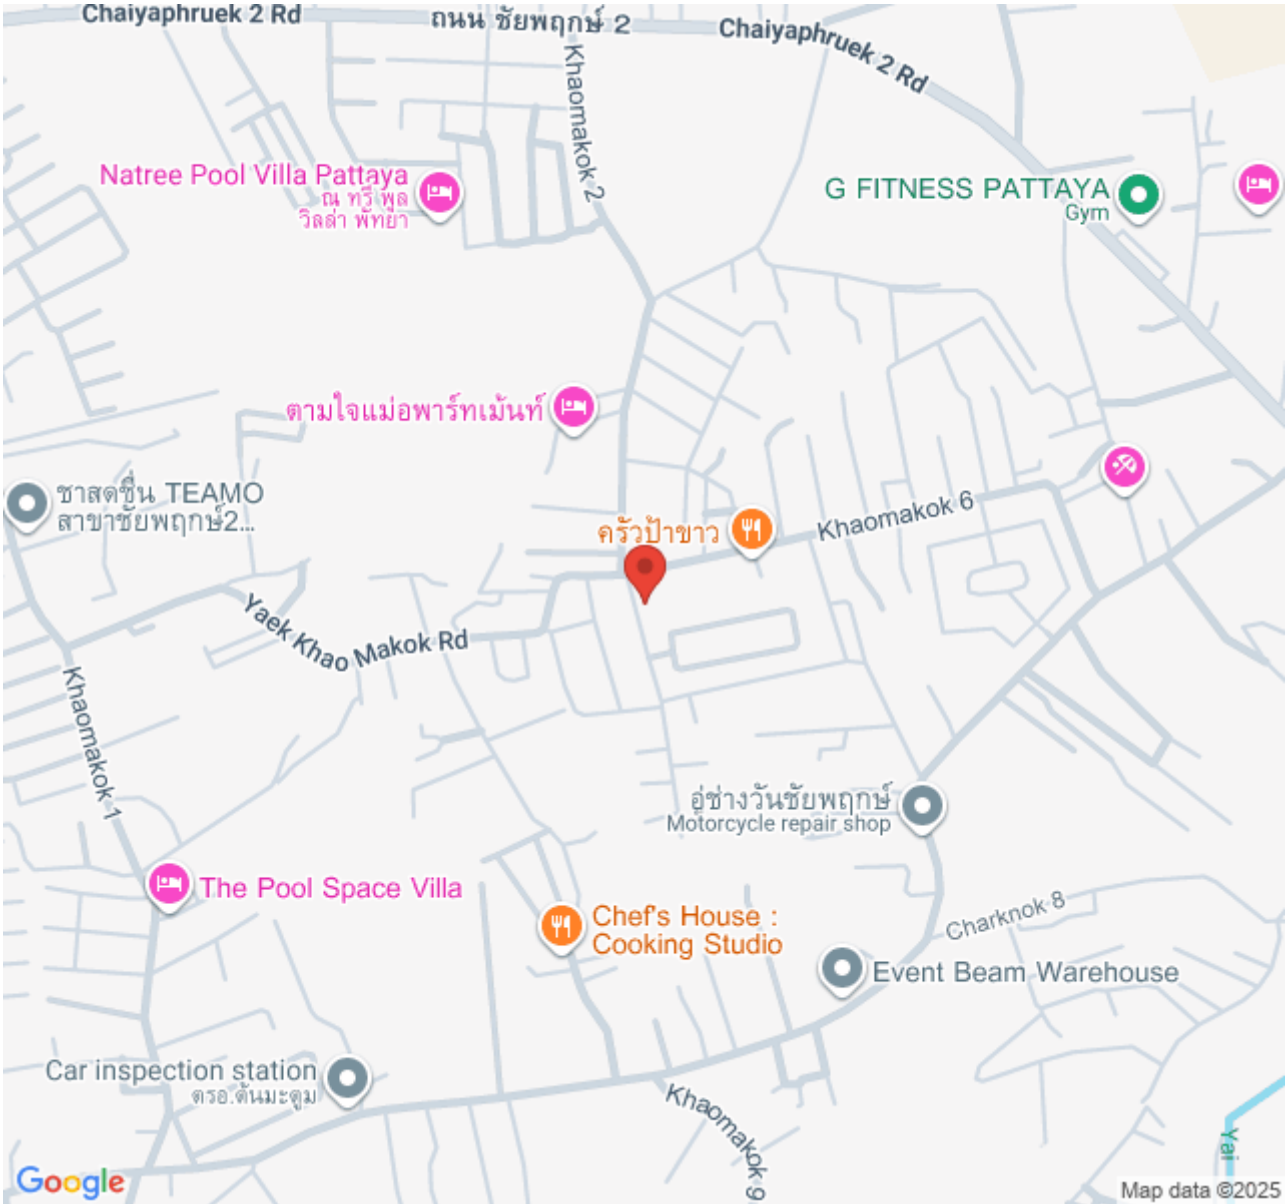 Chaiyaphruek 2 Rd
ถนน ชัยพฤกษ์ 2
Chaiyaphruek 2 Rd
Khaomakok 2
Natree Pool Villa Pattaya
ณ ทรี พูล
วิลล่า พัทยา
G FITNESS PATTAYA
Gym
ตามใจแม่อพาร์ทเม้นท์
ชาสดชื่น TEAMO
สาขาชัยพฤกษ์2...
ครัวป้าขาว
Khaomakok 6
Yaek Khao Makok Rd
Khaomakok 1
อู่ช่างวันชัยพฤกษ์
Motorcycle repair shop
The Pool Space Villa
Chef's House :
Cooking Studio
Charknok 8
Event Beam Warehouse
Car inspection station
ตรอ.ต้นมะตูม
Khaomakok 9
Yai
Google
Map data ©2025